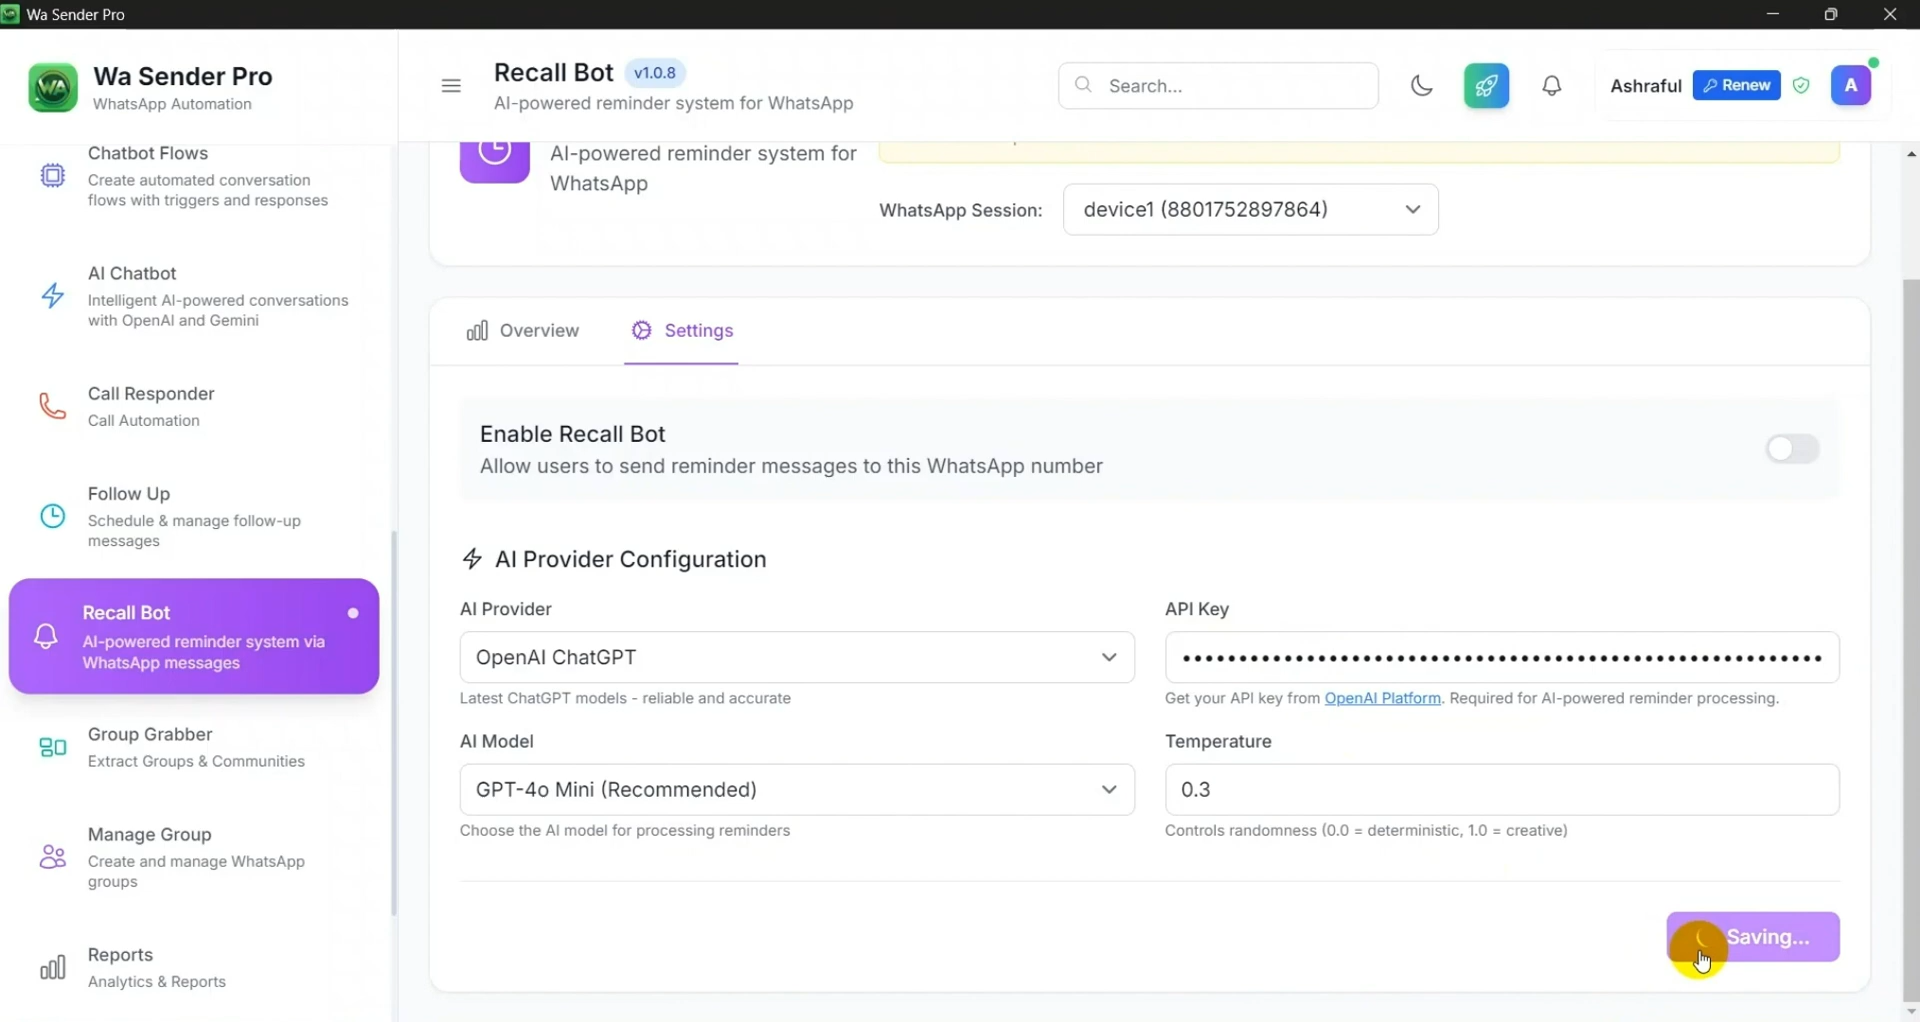 Wa Sender Pro
WA
Wa Sender Pro
WhatsApp Automation
Recall Bot v1.0.8
AI-powered reminder system for WhatsApp
Search...
Ashraful
Renew
A
Chatbot Flows
Create automated conversation
flows with triggers and responses
AI Chatbot
Intelligent AI-powered conversations
with OpenAI and Gemini
Call Responder
Call Automation
Follow Up
Schedule & manage follow-up
messages
Recall Bot
AI-powered reminder system via
WhatsApp messages
Group Grabber
Extract Groups & Communities
Manage Group
Create and manage WhatsApp
groups
Reports
Analytics & Reports
AI-powered reminder system for
WhatsApp
WhatsApp Session:
device1 (8801752897864)
Overview
Settings
Enable Recall Bot
Allow users to send reminder messages to this WhatsApp number
AI Provider Configuration
AI Provider
OpenAI ChatGPT
Latest ChatGPT models - reliable and accurate
API Key
Get your API key from OpenAI Platform. Required for AI-powered reminder processing.
AI Model
GPT-4o Mini (Recommended)
Choose the AI model for processing reminders
Temperature
0.3
Controls randomness (0.0 = deterministic, 1.0 = creative)
Saving...